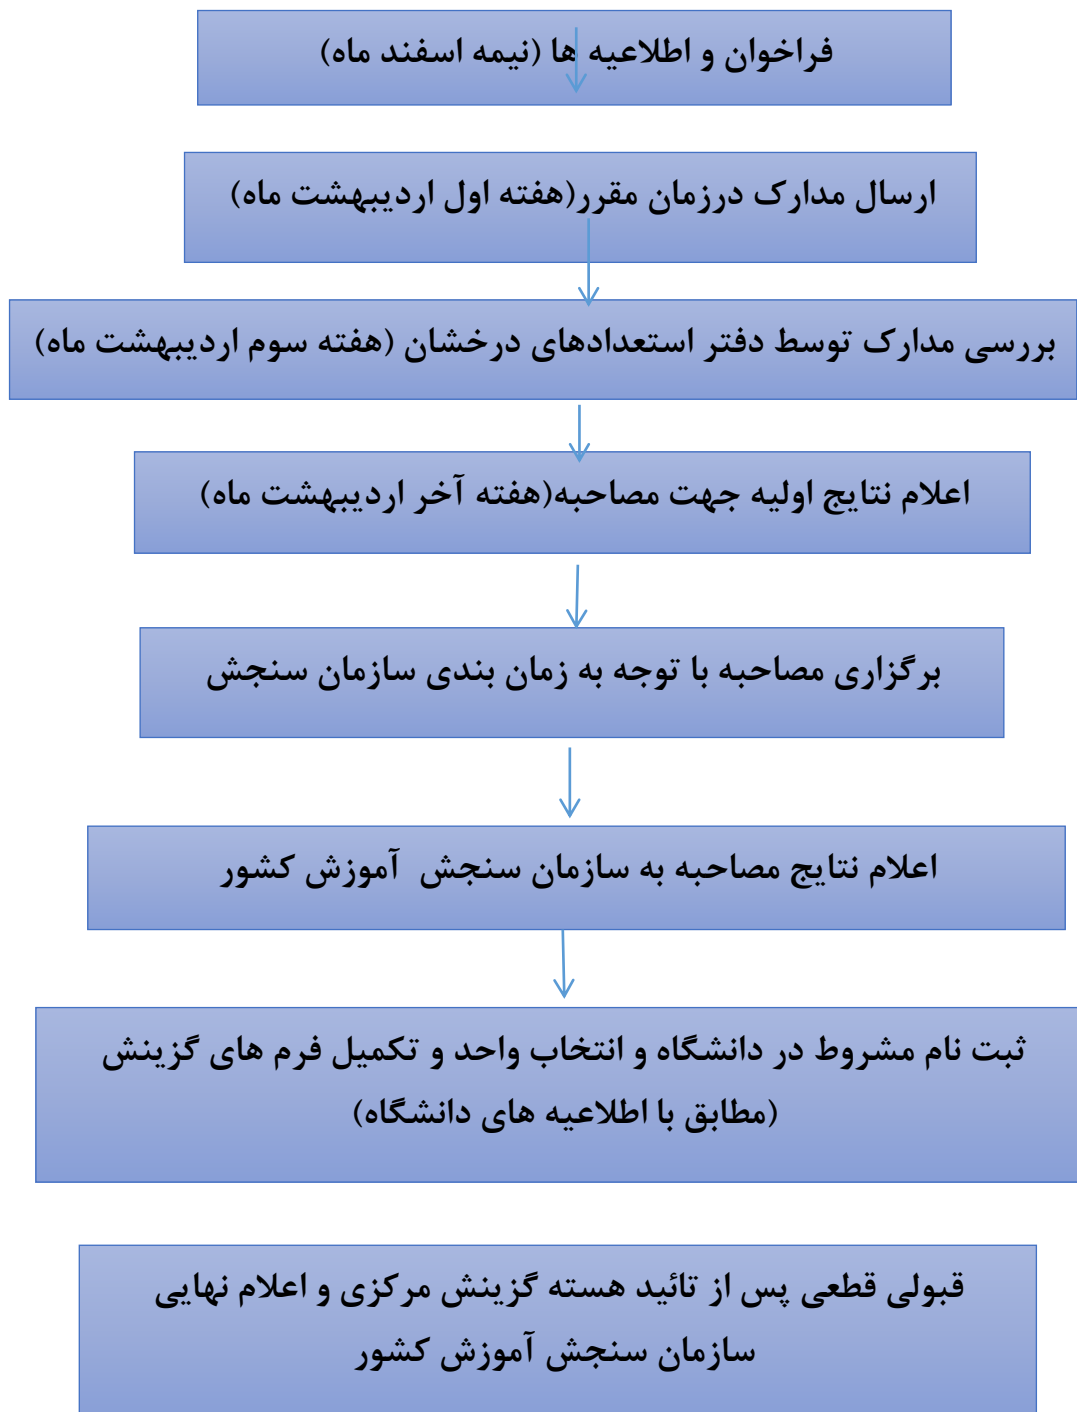 فراخوان و اطلاعیه ها (نیمه اسفند ماه)
ارسال مدارک درزمان مقرر(هفته اول اردیبهشت ماه)
بررسی مدارک توسط دفتر استعدادهای درخشان (هفته سوم اردیبهشت ماه)
اعلام نتایج اولیه جهت مصاحبه(هفته آخر اردیبهشت ماه)
برگزاری مصاحبه با توجه به زمان بندی سازمان سنجش
اعلام نتایج مصاحبه به سازمان سنجش آموزش کشور
ثبت نام مشروط در دانشگاه و انتخاب واحد و تکمیل فرم های گزینش
(مطابق با اطلاعیه های دانشگاه)
قبولی قطعی پس از تائید هسته گزینش مرکزی و اعلام نهایی
سازمان سنجش آموزش کشور